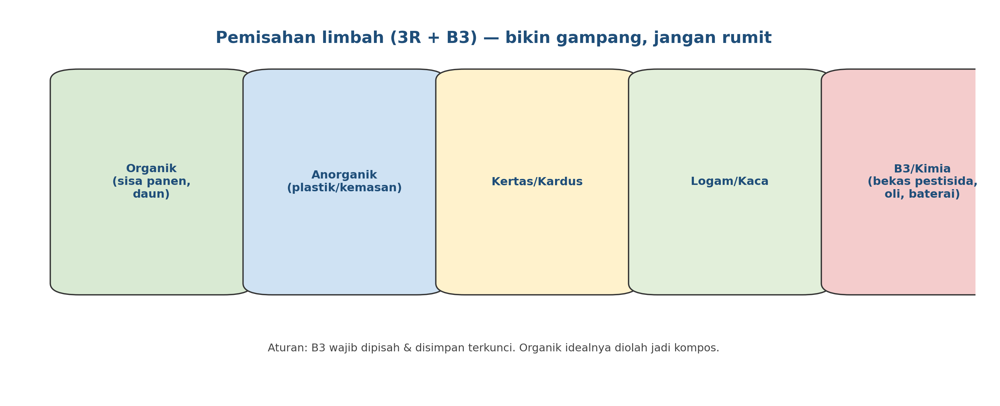 Pemisahan limbah (3R + B3) — bikin gampang, jangan rumit
Organik
(sisa panen,
daun)
Anorganik
(plastik/kemasan)
Kertas/Kardus
Logam/Kaca
B3/Kimia
(bekas pestisida,
oli, baterai)
Aturan: B3 wajib dipisah & disimpan terkunci. Organik idealnya diolah jadi kompos.